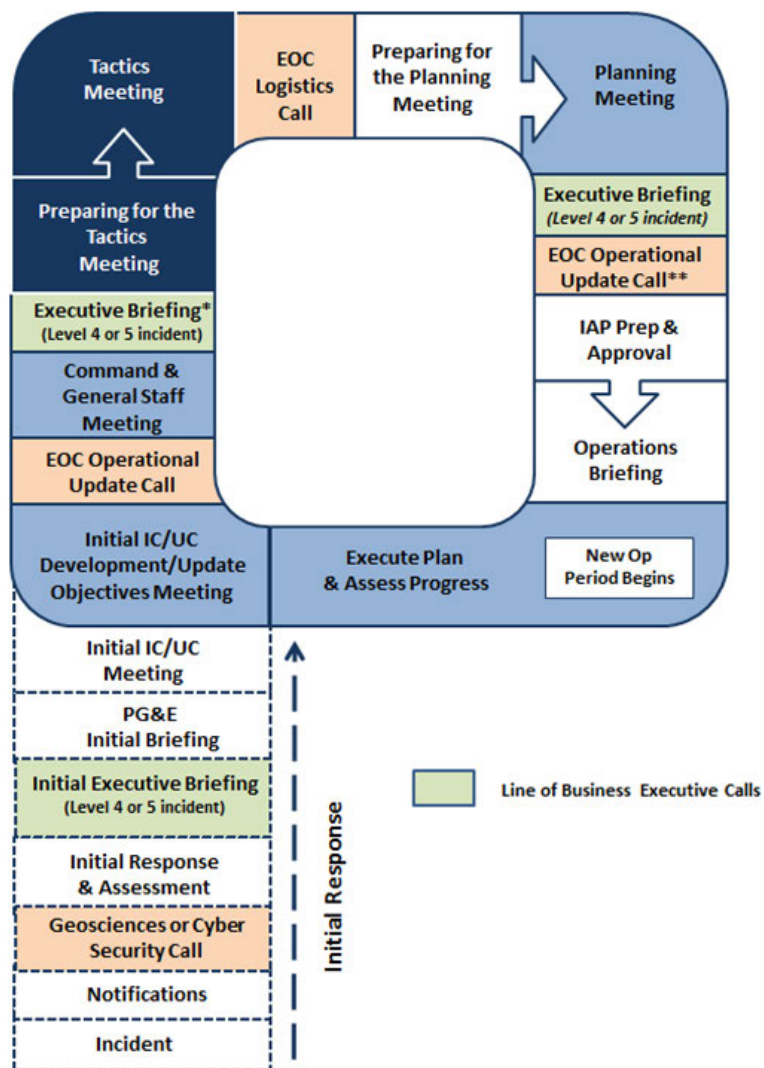 Tactics
Meeting
EOC
Logistics
Call
Preparing for
the Planning
Meeting
Planning
Meeting
Preparing for the
Tactics
Meeting
Executive Briefing*
(Level 4 or 5 incident)
Command &
General Staff
Meeting
EOC Operational
Update Call
Initial IC/UC
Development/Update
Objectives Meeting
Executive Briefing
(Level 4 or 5 incident)
EOC Operational
Update Call**
IAP Prep &
Approval
Operations
Briefing
Execute Plan
& Assess Progress
New Op
Period Begins
Initial IC/UC
Meeting
PG&E
Initial Briefing
Initial Executive Briefing
(Level 4 or 5 incident)
Initial Response
& Assessment
Geosciences or Cyber
Security Call
Notifications
Incident
Initial Response
Line of Business Executive Calls